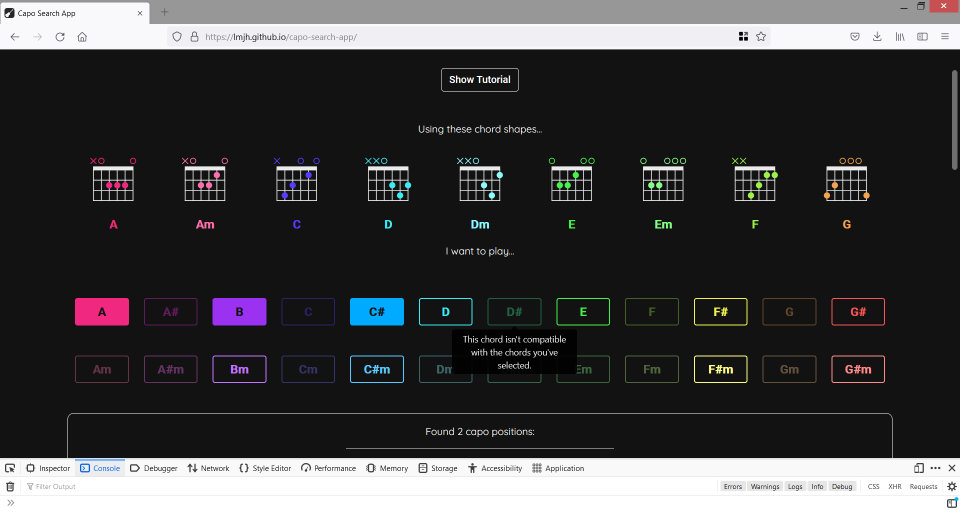 Capo Search App
https://lmjh.github.io/capo-search-app/
Show Tutorial
Using these chord shapes...
A Am C D Dm E Em F G
I want to play...
A A# B C C# D D# E F F# G G#
This chord isn't compatible
with the chords you've
selected.
Am A#m Bm Cm C#m Dm Em Fm F#m Gm G#m
Found 2 capo positions:
Inspector Console Debugger Network Style Editor Performance Memory Storage Accessibility Application
Filter Output Errors Warnings Logs Info Debug CSS XHR Requests